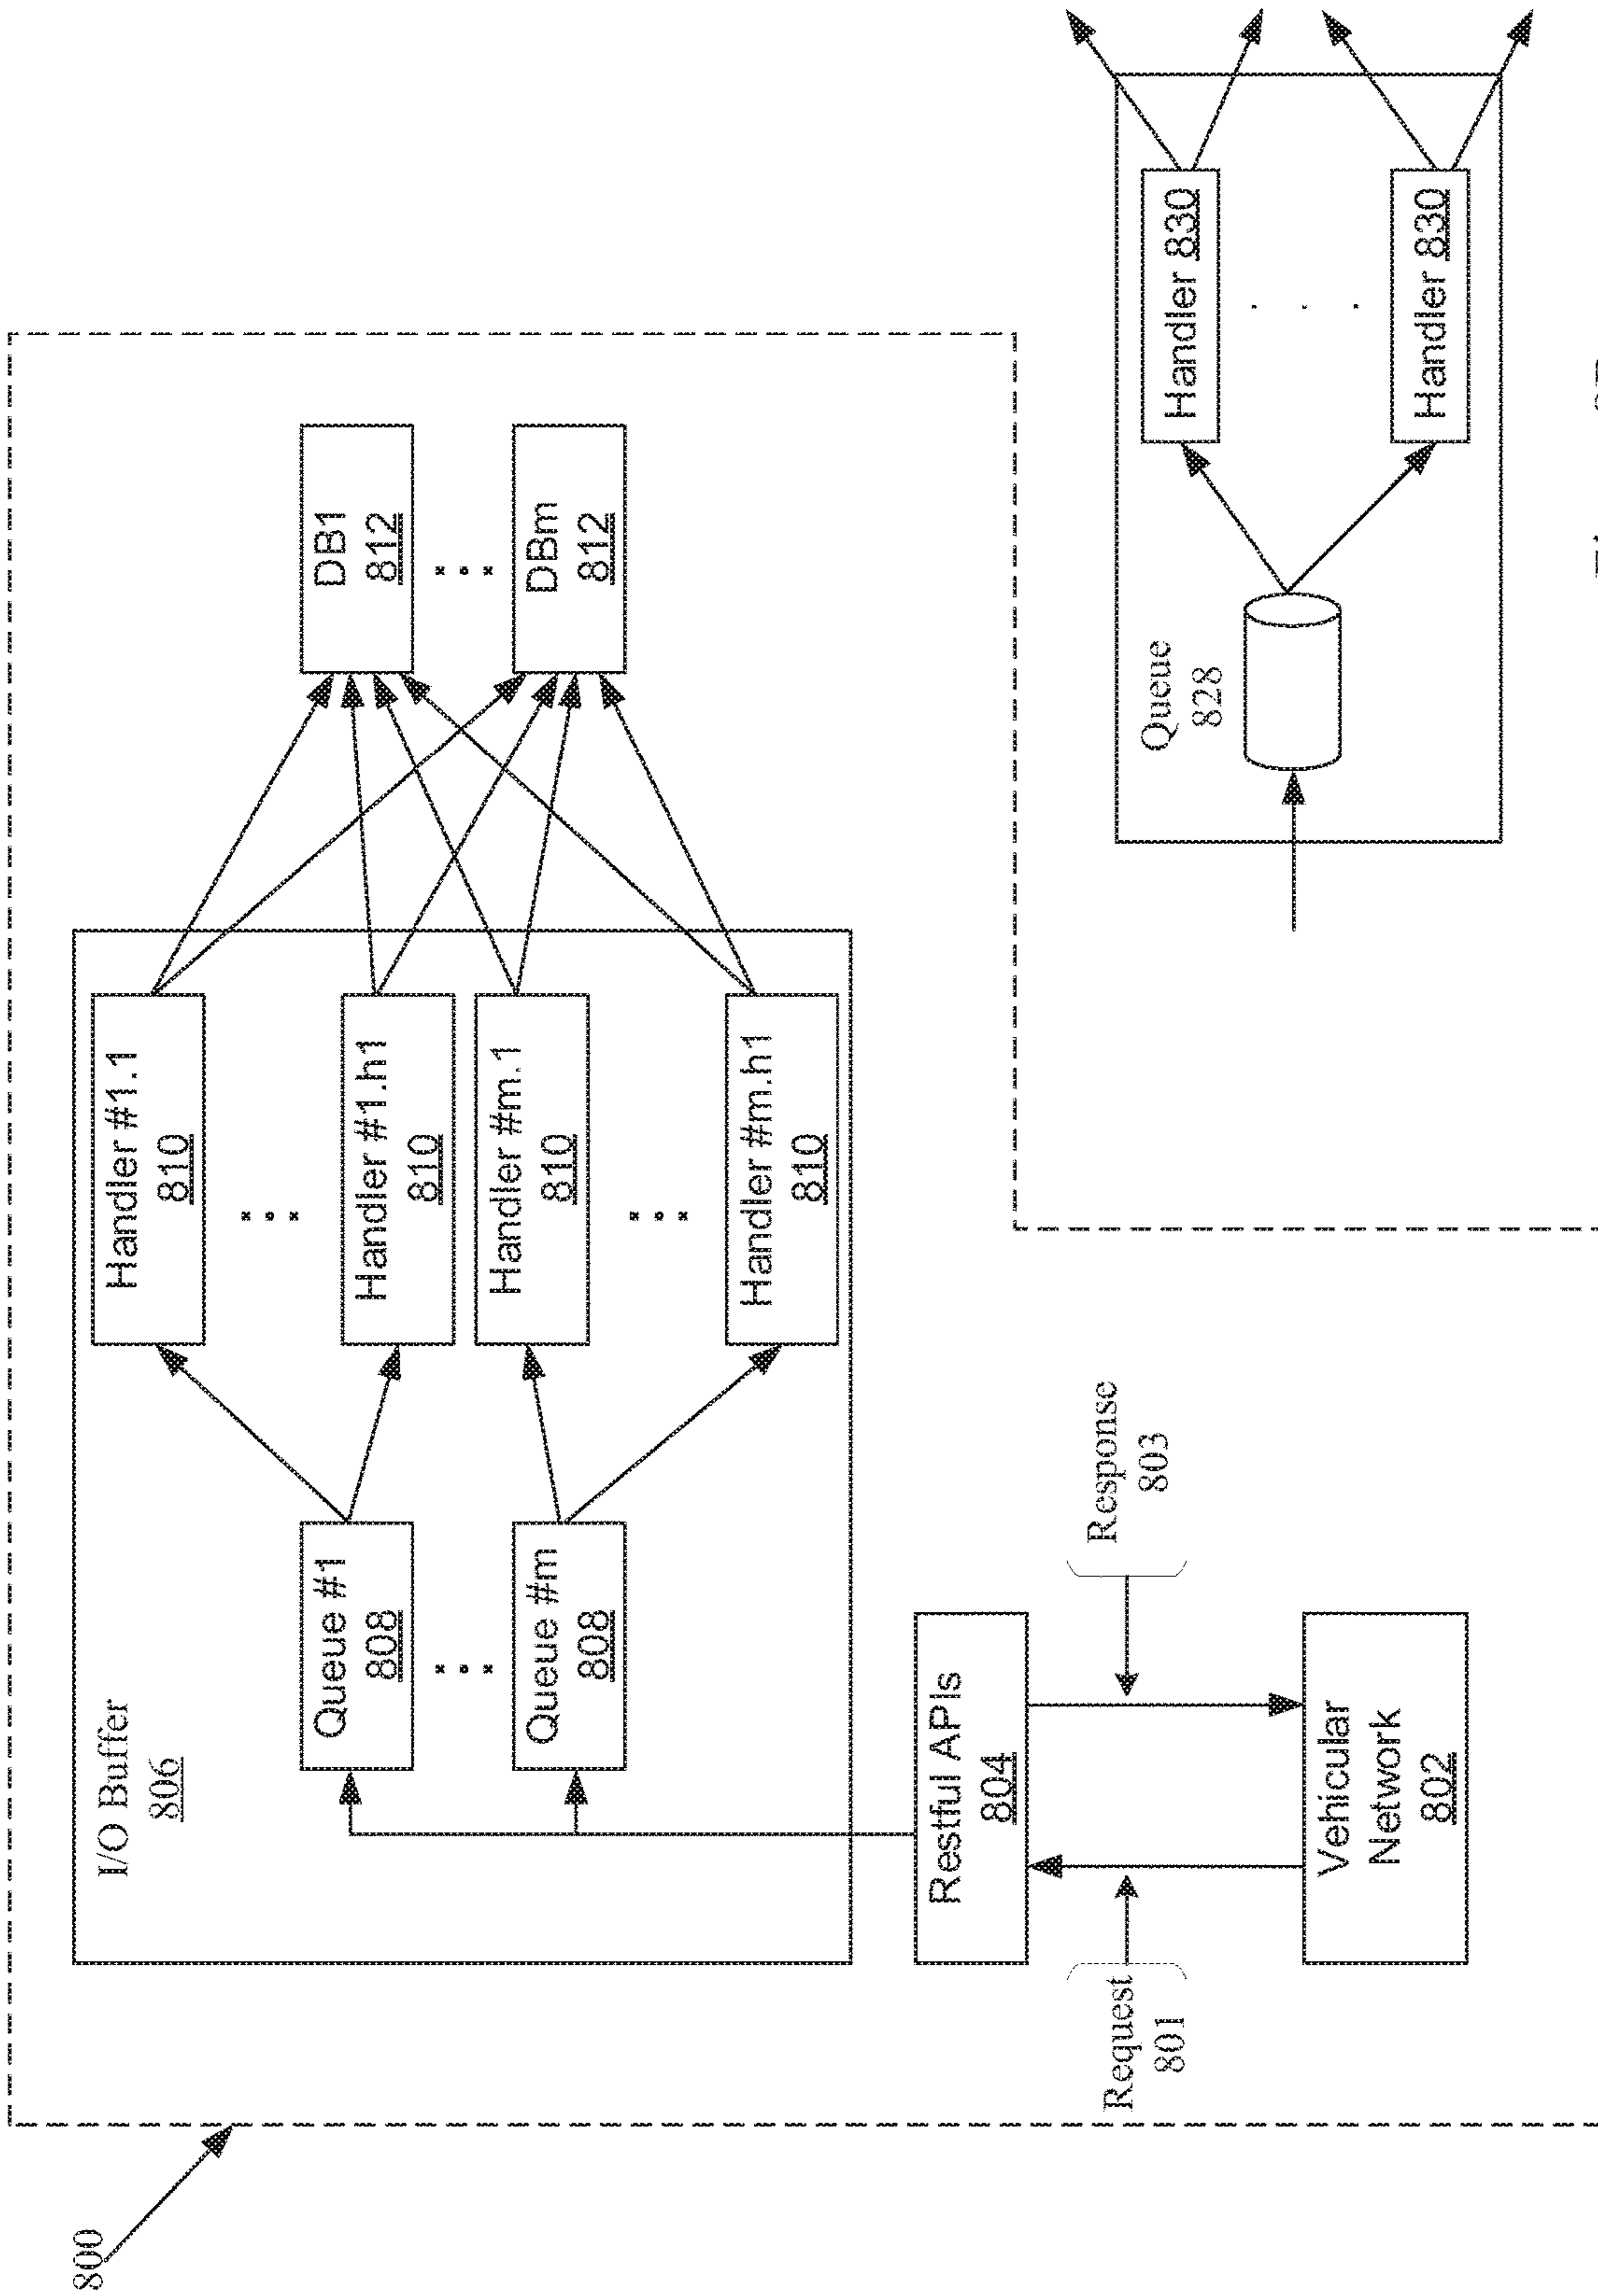 800
I/O Buffer
806
Queue #1
808
...
Queue #m
808
Handler #1.1
810
...
Handler #1.h1
810
Handler #m.1
810
...
Handler #m.h1
810
DB1
812
...
DBm
812
Restful APIs
804
Request
801
Response
803
Vehicular
Network
802
Queue
828
Handler 830
. . .
Handler 830